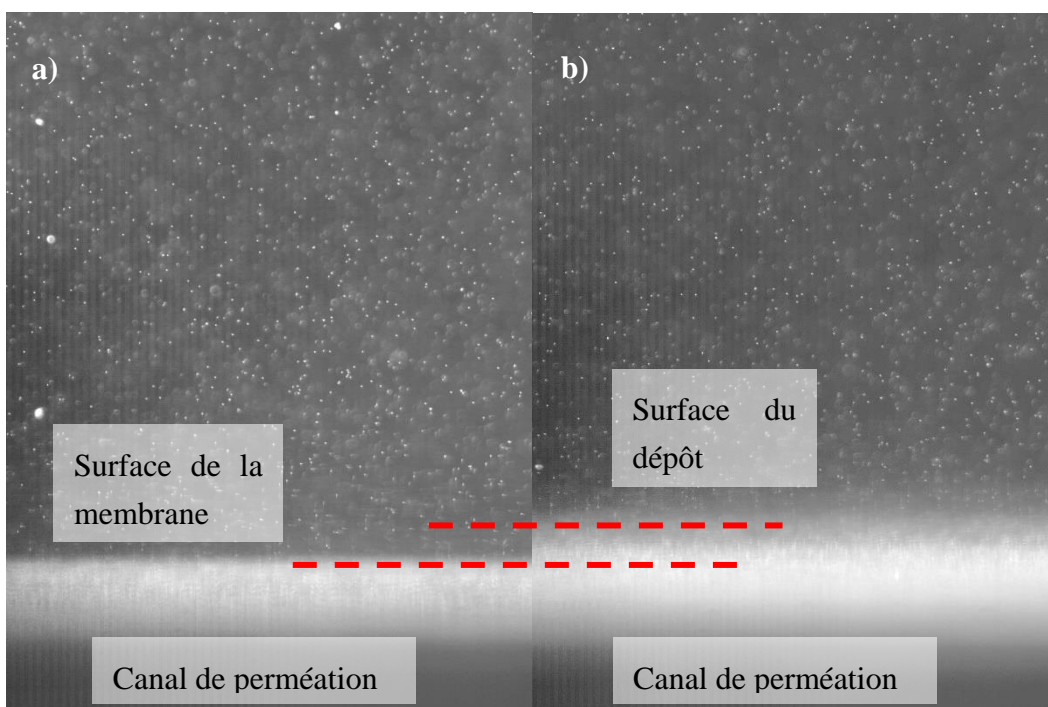 a)
b)
Surface de la
membrane
Surface du
dépôt
Canal de perméation
Canal de perméation